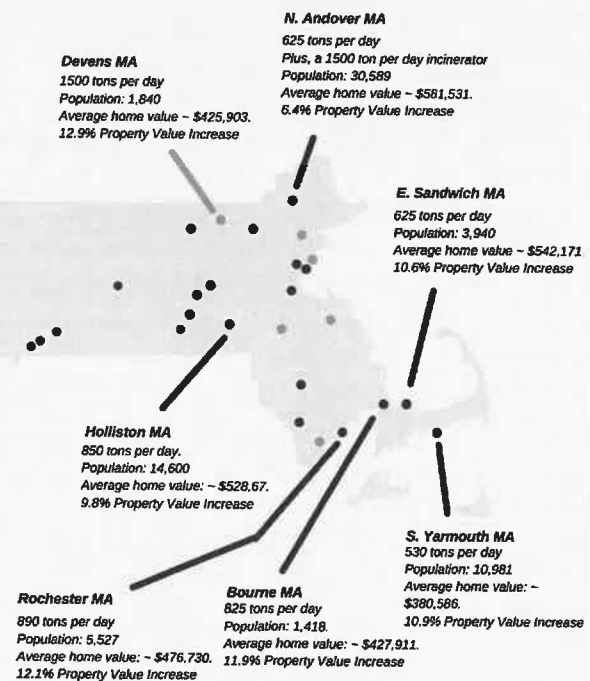 N. Andover MA
625 tons per day
Plus, a 1500 ton per day incinerator
Population: 30,589
Average home value ~ $581,531.
6.4% Property Value Increase
Devens MA
1500 tons per day
Population: 1,840
Average home value ~ $425,903.
12.9% Property Value Increase
E. Sandwich MA
625 tons per day
Population: 3,940
Average home value ~ $542,171
10.6% Property Value Increase
Holliston MA
850 tons per day.
Population: 14,600
Average home value: ~ $528,67.
9.8% Property Value Increase
S. Yarmouth MA
530 tons per day
Population: 10,981
Average home value: ~
$380,586.
10.9% Property Value Increase
Rochester MA
890 tons per day
Population: 5,527
Average home value: ~ $476,730.
12.1% Property Value Increase
Bourne MA
825 tons per day
Population: 1,418.
Average home value: ~ $427,911.
11.9% Property Value Increase